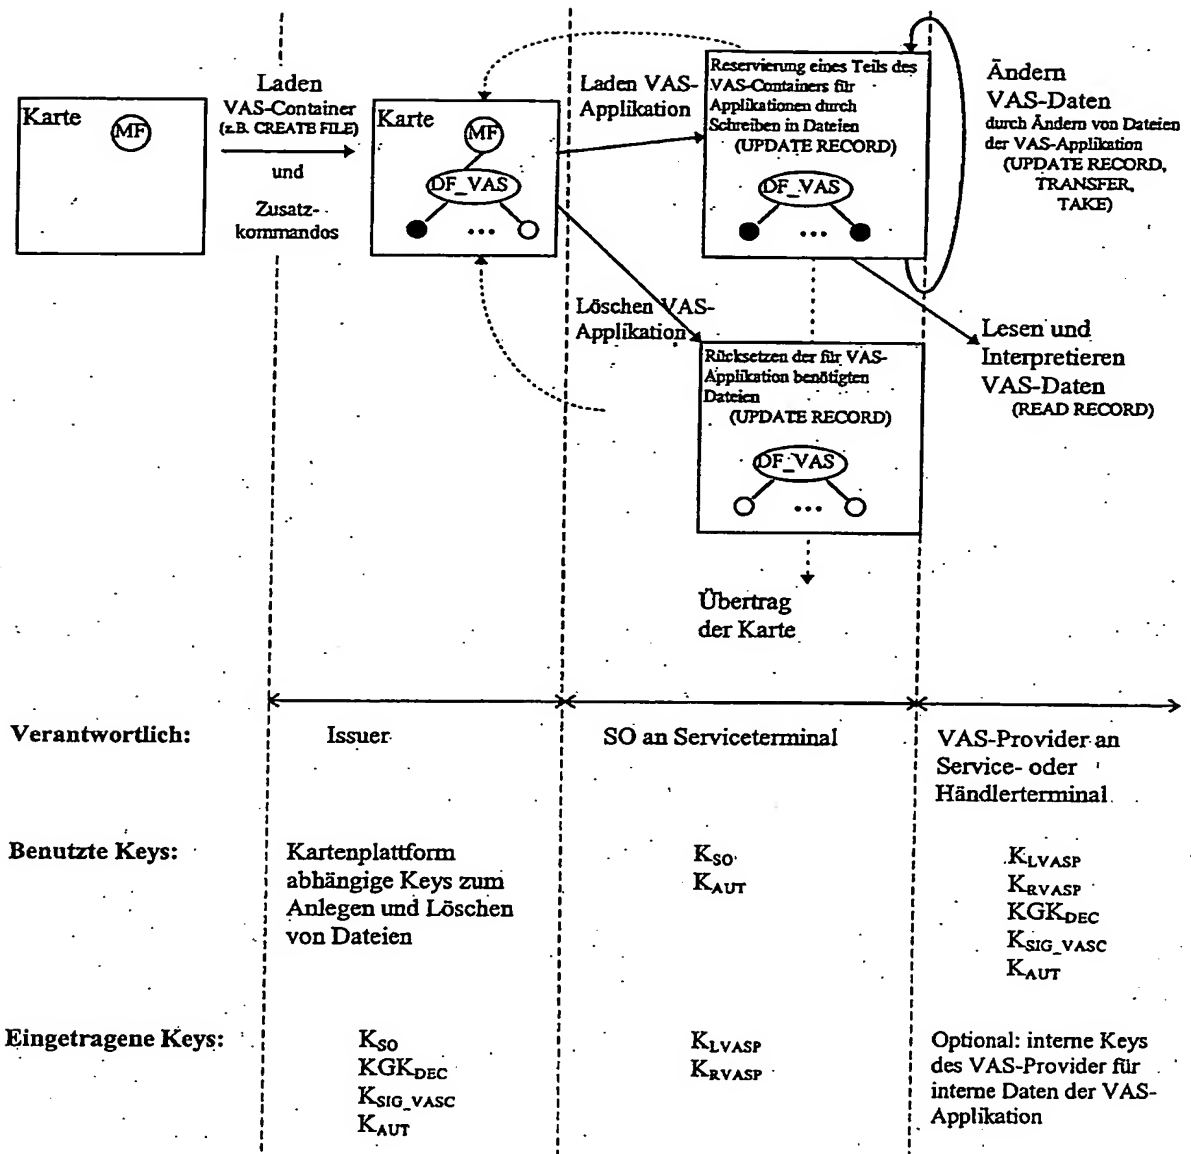 Karte
MF
Laden
VAS-Container
(z.B. CREATE FILE)
und
Zusatz-
kommandos
Karte
MF
DF_VAS
...
Laden VAS-
Applikation
Reservierung eines Teils des
VAS-Containers für
Applikationen durch
Schreiben in Dateien
(UPDATE RECORD)
DF_VAS
...
Ändern
VAS-Daten
durch Ändern von Dateien
der VAS-Applikation
(UPDATE RECORD,
TRANSFER,
TAKE)
Löschen VAS-
Applikation
Rücksetzen der für VAS-
Applikation benötigten
Dateien
(UPDATE RECORD)
DF_VAS
...
Lesen und
Interpretieren
VAS-Daten
(READ RECORD)
Übertrag
der Karte
Verantwortlich:
Issuer
SO an Serviceterminal
VAS-Provider an
Service- oder
Händlerterminal
Benutzte Keys:
Kartenplattform
abhängige Keys zum
Anlegen und Löschen
von Dateien
K_SO
K_AUT
K_LVASP
K_RVASP
KGK_DEC
K_SIG_VASC
K_AUT
Eingetragene Keys:
K_SO
KGK_DEC
K_SIG_VASC
K_AUT
K_LVASP
K_RVASP
Optional: interne Keys
des VAS-Provider für
interne Daten der VAS-
Applikation